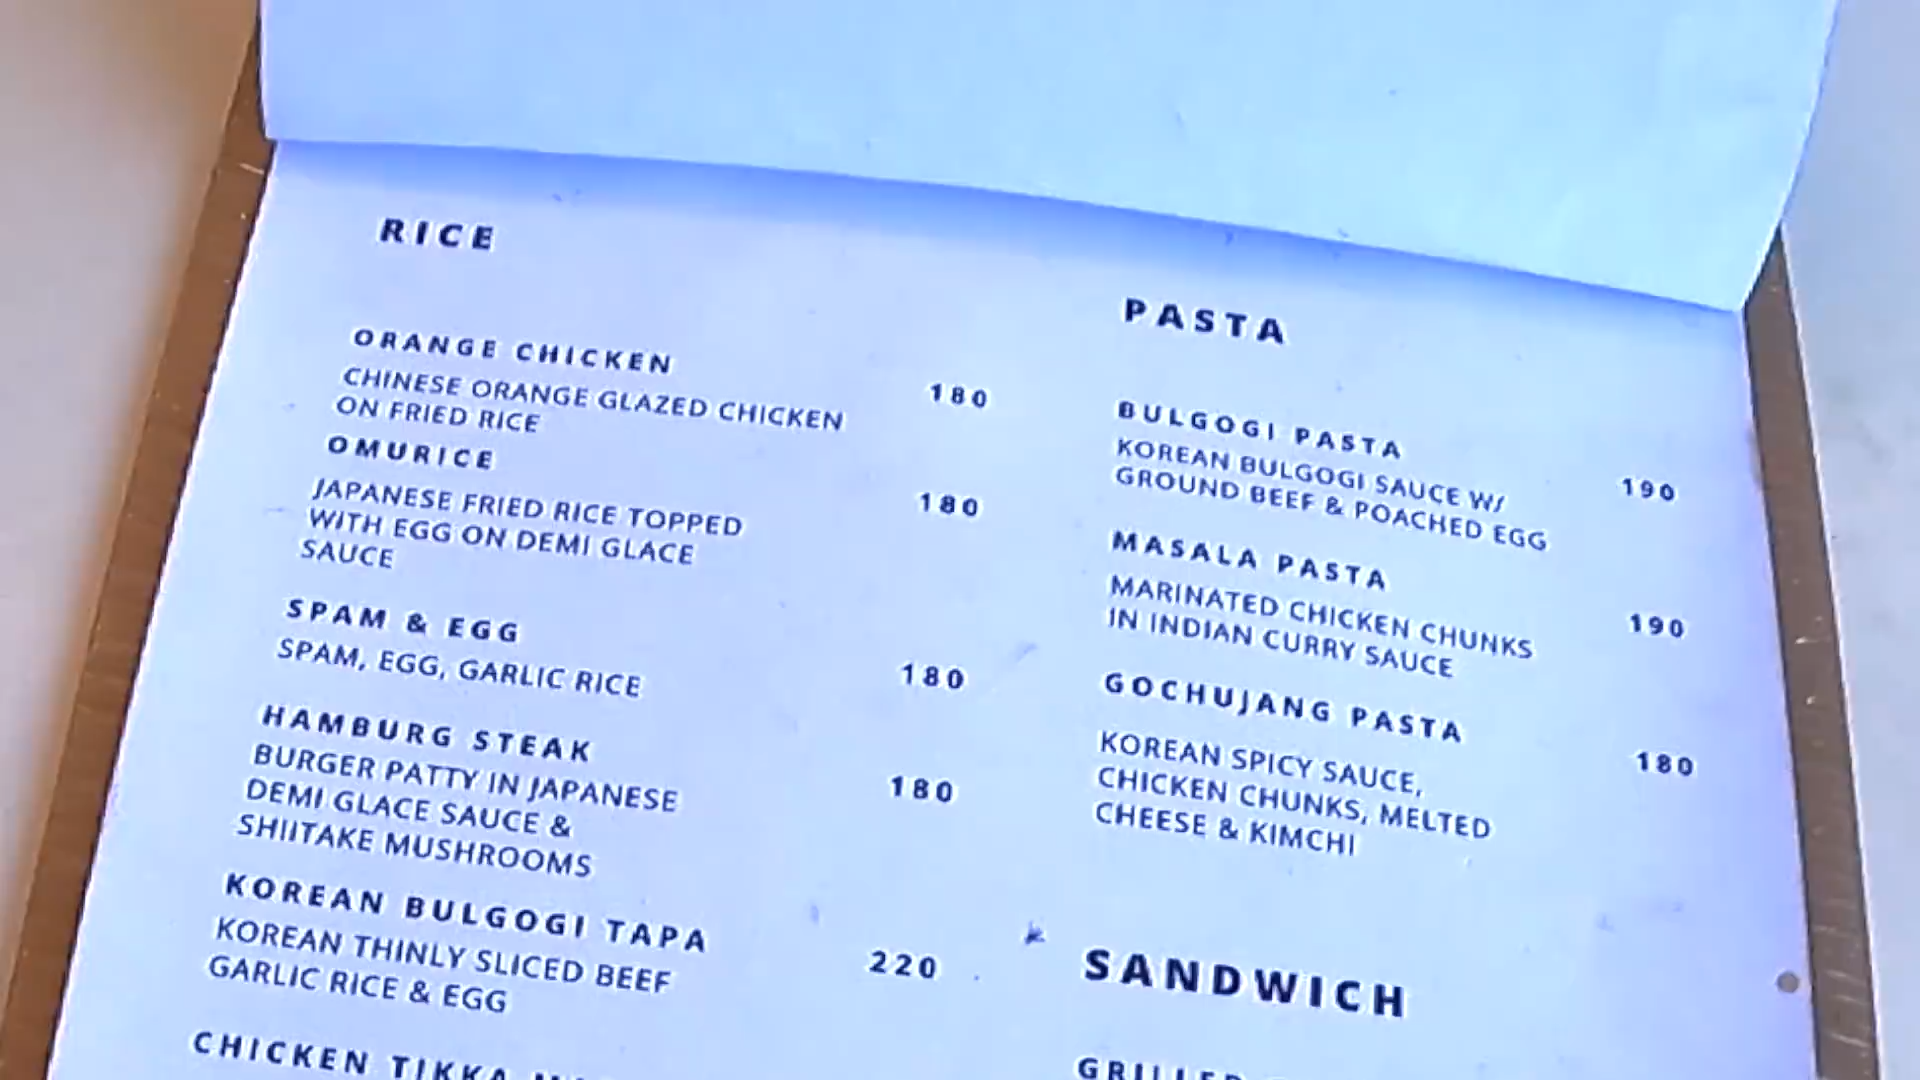 RICE
ORANGE CHICKEN
CHINESE ORANGE GLAZED CHICKEN 180
ON FRIED RICE
OMURICE
JAPANESE FRIED RICE TOPPED 180
WITH EGG ON DEMI GLACE
SAUCE
SPAM & EGG
SPAM, EGG, GARLIC RICE 180
HAMBURG STEAK
BURGER PATTY IN JAPANESE 180
DEMI GLACE SAUCE &
SHIITAKE MUSHROOMS
KOREAN BULGOGI TAPA
KOREAN THINLY SLICED BEEF 220
GARLIC RICE & EGG
CHICKEN TIKKA
PASTA
BULGOGI PASTA
KOREAN BULGOGI SAUCE W/ 190
GROUND BEEF & POACHED EGG
MASALA PASTA
MARINATED CHICKEN CHUNKS 190
IN INDIAN CURRY SAUCE
GOCHUJANG PASTA
KOREAN SPICY SAUCE, 180
CHICKEN CHUNKS, MELTED
CHEESE & KIMCHI
SANDWICH
GRILLED